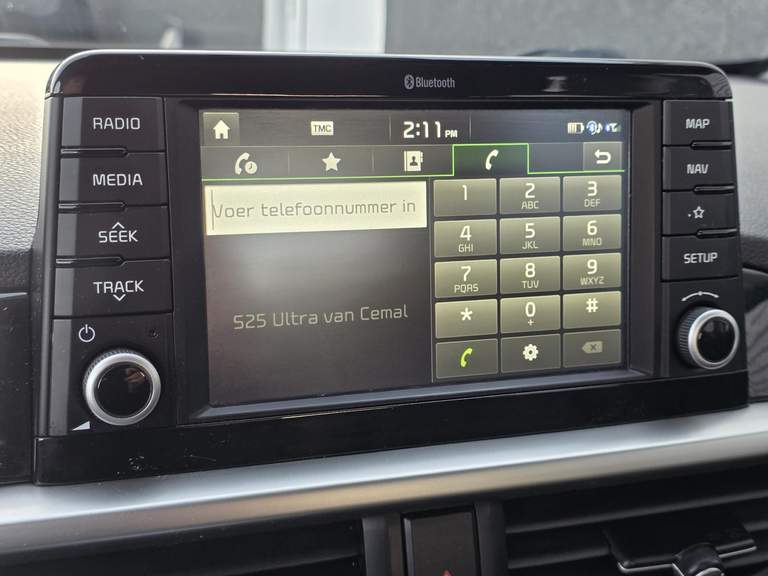 Bluetooth
RADIO
MEDIA
SEEK
TRACK
TMC
2:11 PM
Voer telefoonnummer in
S25 Ultra van Cemal
1
2
ABC
3
DEF
4
GHI
5
JKL
6
MNO
7
PQRS
8
TUV
9
WXYZ
*
0
+
#
MAP
NAV
SETUP